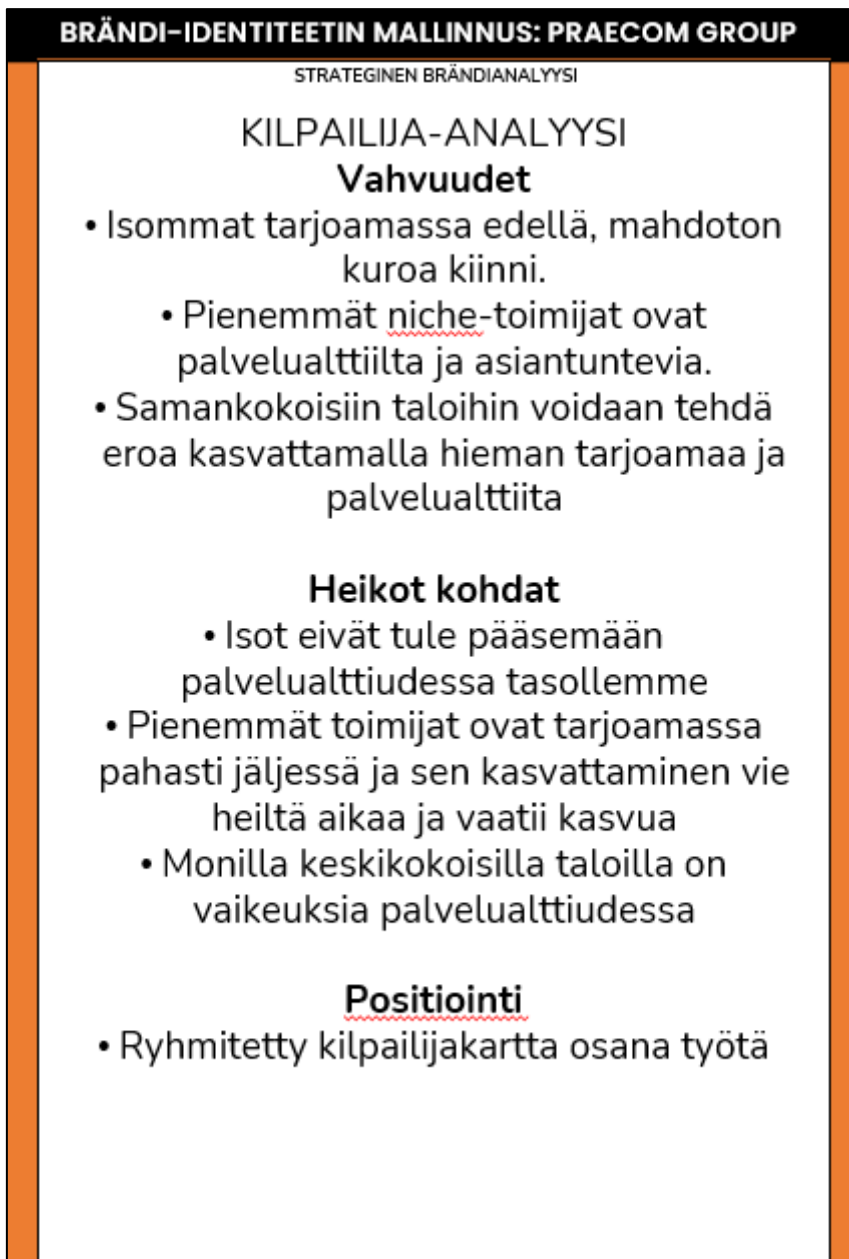 BRÄNDI-IDENTITEETIN MALLINNUS: PRAECOM GROUP
STRATEGINEN BRÄNDIANALYYSI
KILPAILIJA-ANALYYSI
Vahvuudet
• Isommat tarjoamassa edellä, mahdoton
kuroa kiinni.
• Pienemmät niche-toimijat ovat
palvelualttiilta ja asiantuntevia.
• Samankokoisiin taloihin voidaan tehdä
eroa kasvattamalla hieman tarjoamaa ja
palvelualttiita
Heikot kohdat
• Isot eivät tule pääsemään
palvelualttiudessa tasollemme
• Pienemmät toimijat ovat tarjoamassa
pahasti jäljessä ja sen kasvattaminen vie
heiltä aikaa ja vaatii kasvua
• Monilla keskikokoisilla taloilla on
vaikeuksia palvelualttiudessa
Positiointi
• Ryhmitetty kilpailijakartta osana työtä